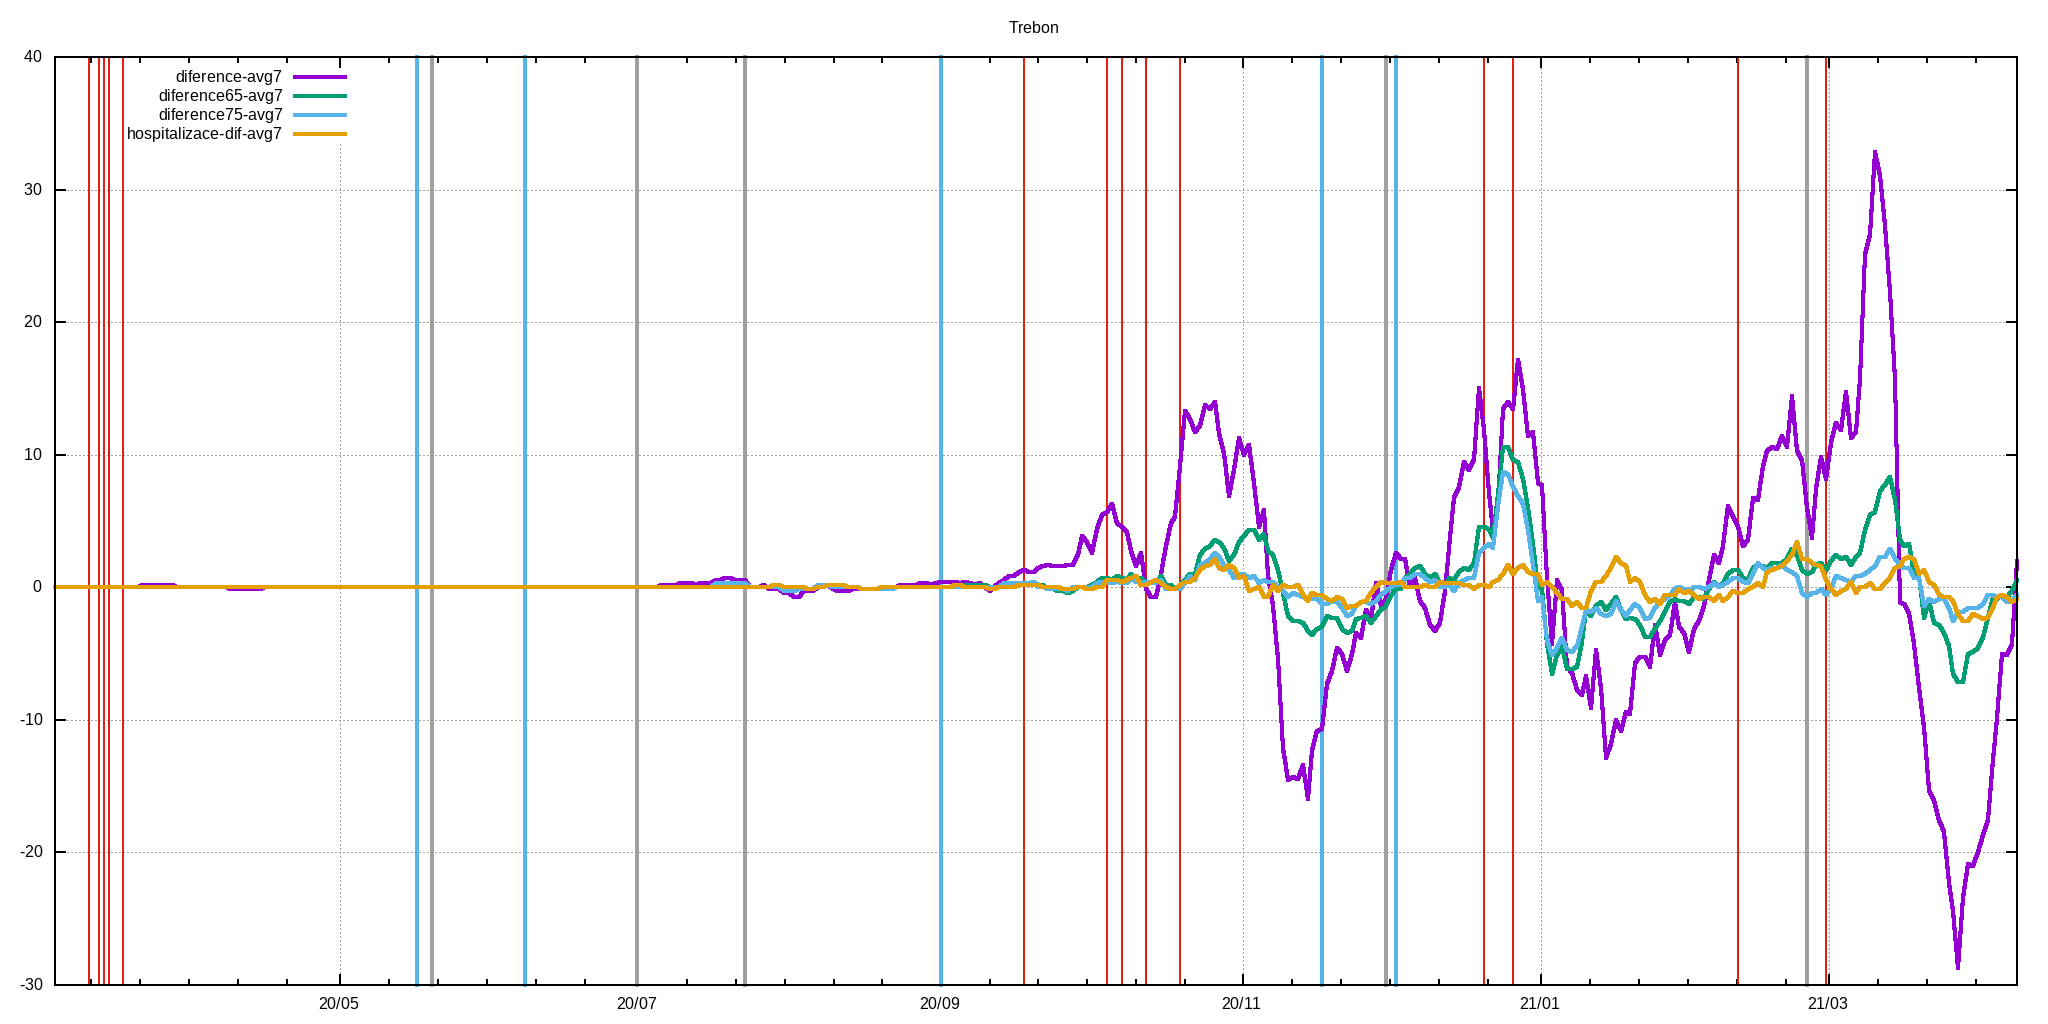 Trebon
40
diference-avg7
diference65-avg7
diference75-avg7
hospitalizace-dif-avg7
30
20
10
0
-10
-20
-30
20/05 20/07 20/09 20/11 21/01 21/03